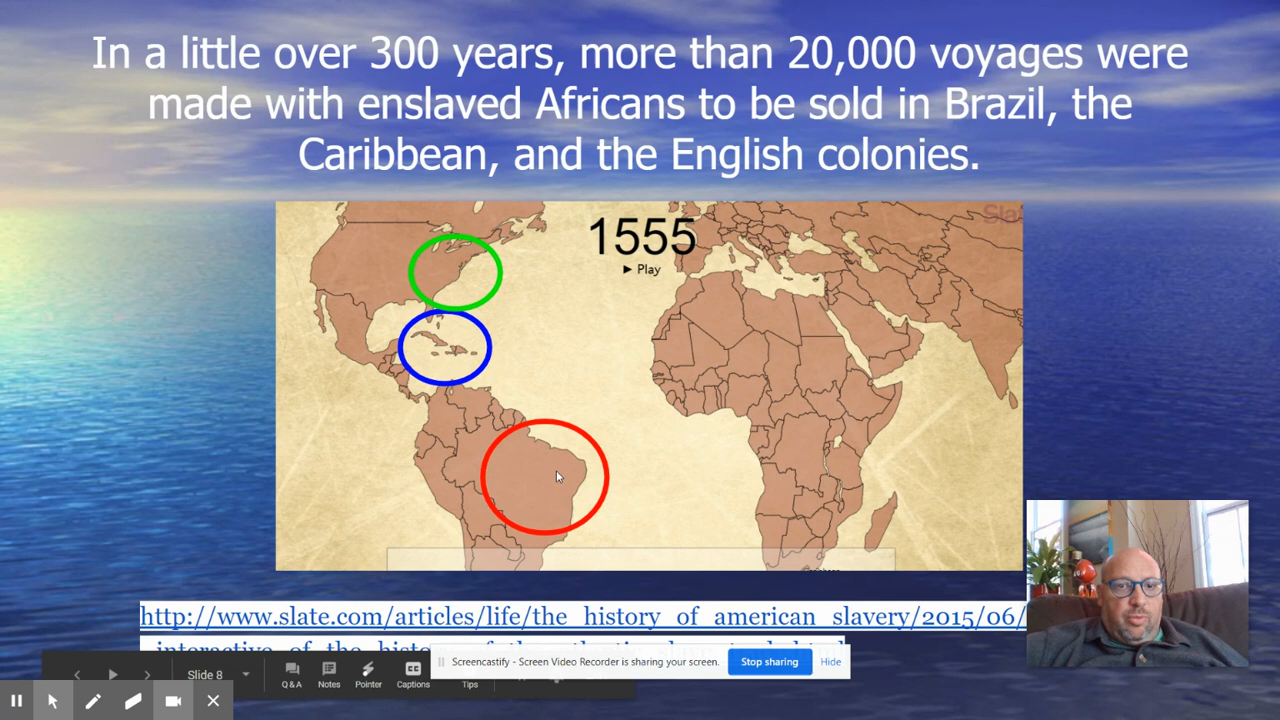 In a little over 300 years, more than 20,000 voyages were
made with enslaved Africans to be sold in Brazil, the
Caribbean, and the English colonies.
Sla
1555
► Play
http://www.slate.com/articles/life/the_history_of_american_slavery/2015/06/
Screencastify - Screen Video Recorder is sharing your screen.
Stop sharing
Hide
Slide 8
Q & A
Notes
Pointer
Captions
Tips